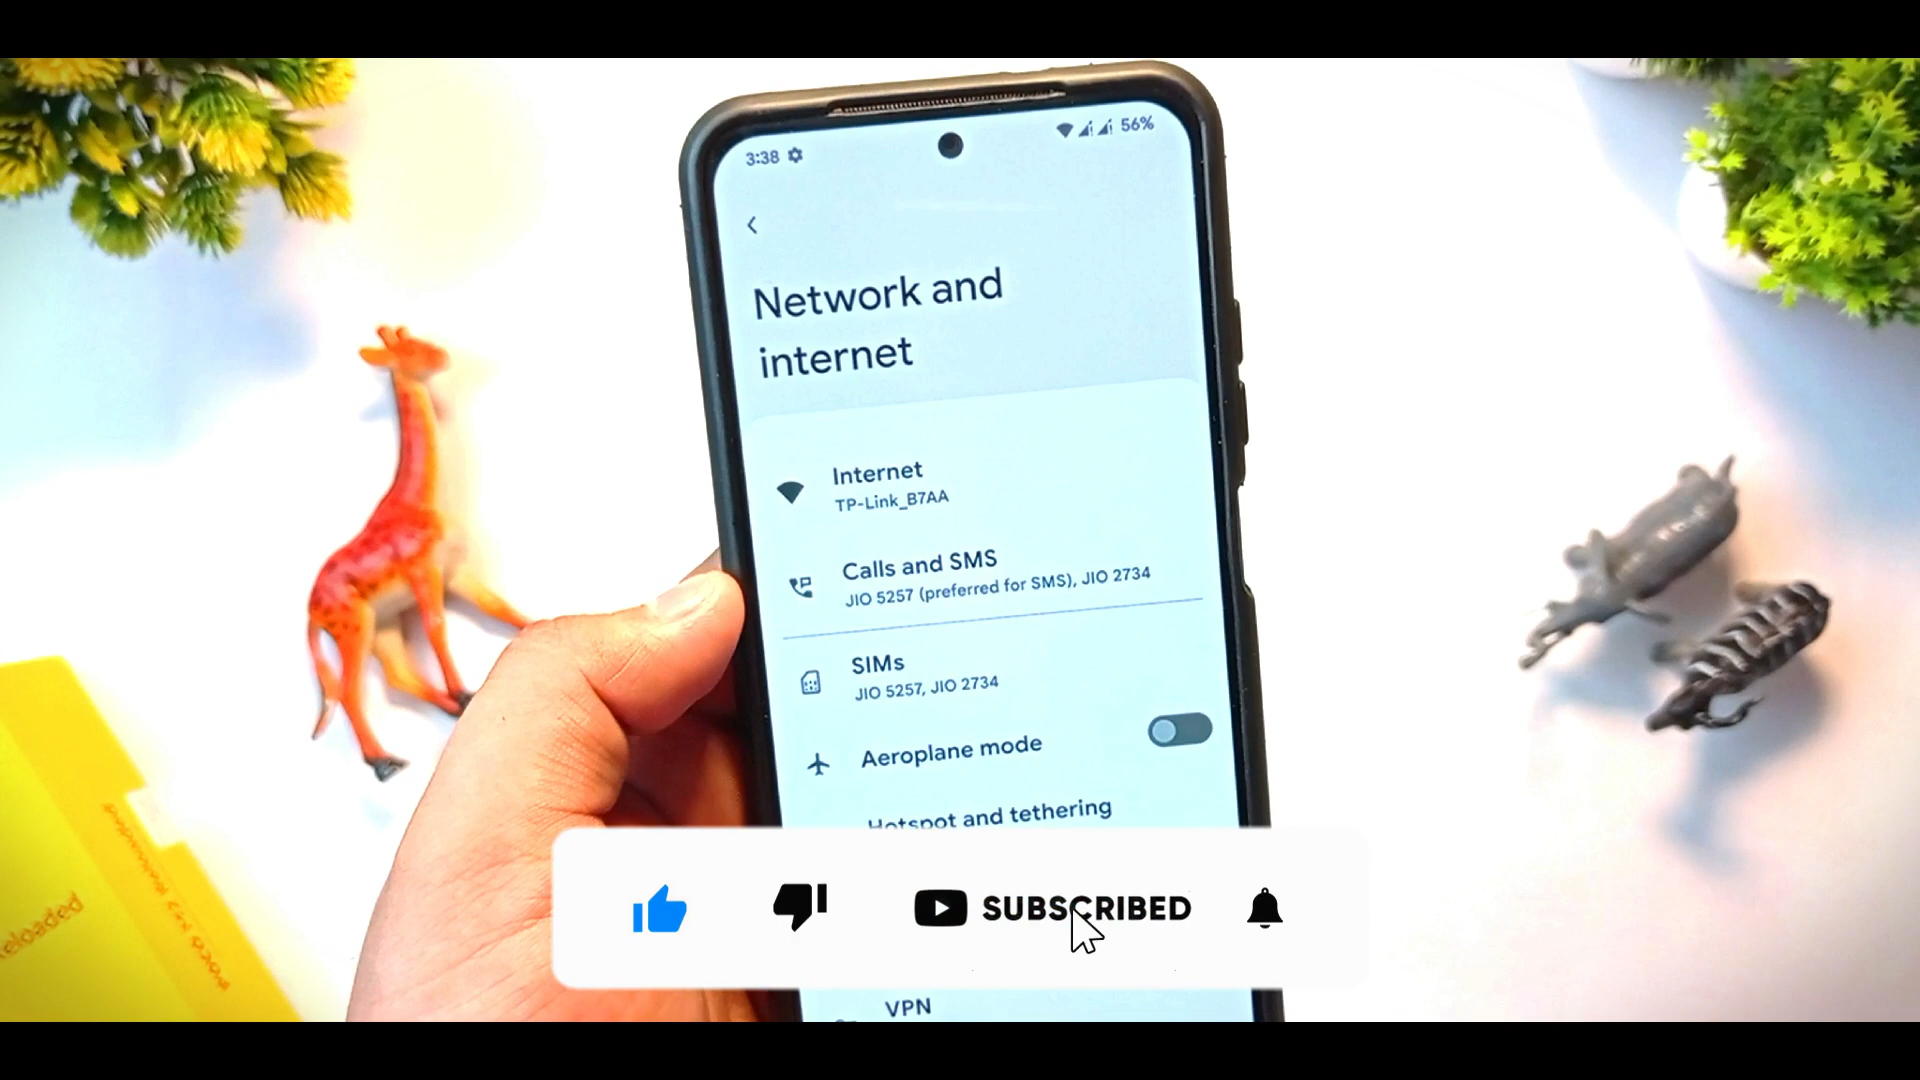 3:38
56%
Network and
internet
Internet
TP-Link_B7AA
Calls and SMS
JIO 5257 (preferred for SMS), JIO 2734
SIMs
JIO 5257, JIO 2734
Aeroplane mode
Hotspot and tethering
SUBSCRIBED
VPN